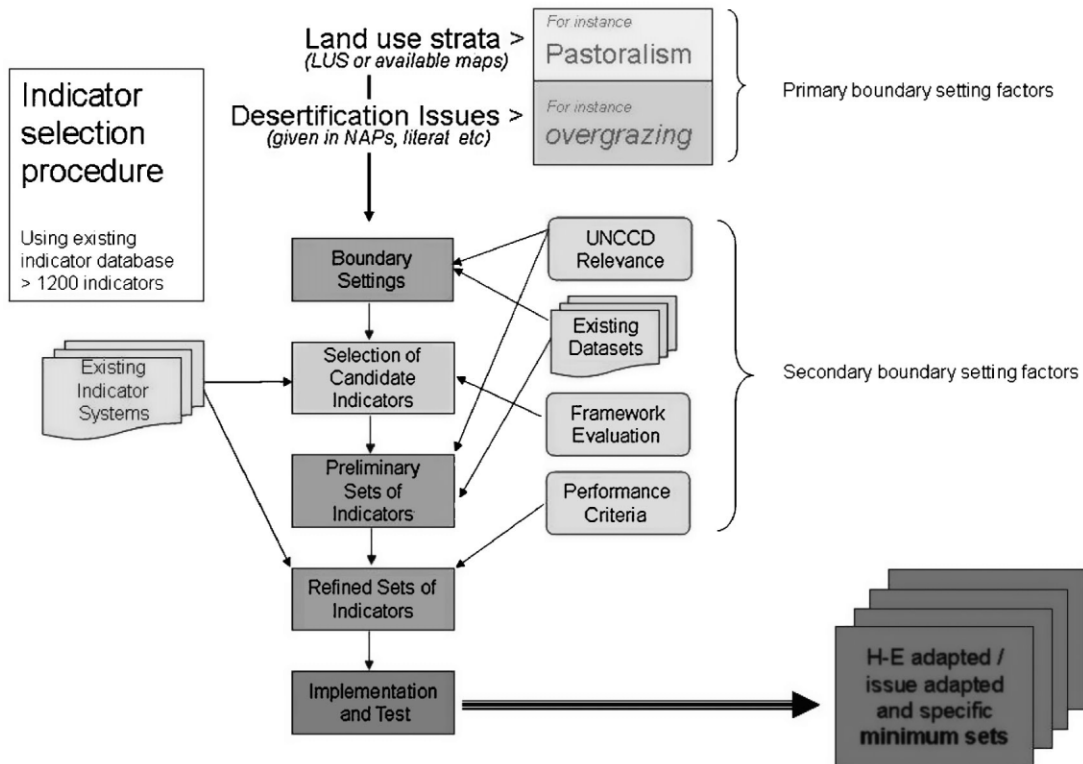 Indicator
selection
procedure
Using existing
indicator database
> 1200 indicators
Land use strata >
(LUS or available maps)
For instance
Pastoralism
Desertification Issues >
(given in NAPs, literat etc)
For instance
overgrazing
Primary boundary setting factors
Boundary
Settings
UNCCD
Relevance
Existing
Datasets
Selection of
Candidate
Indicators
Existing
Indicator
Systems
Framework
Evaluation
Secondary boundary setting factors
Preliminary
Sets of
Indicators
Performance
Criteria
Refined Sets of
Indicators
Implementation
and Test
H-E adapted /
issue adapted
and specific
minimum sets